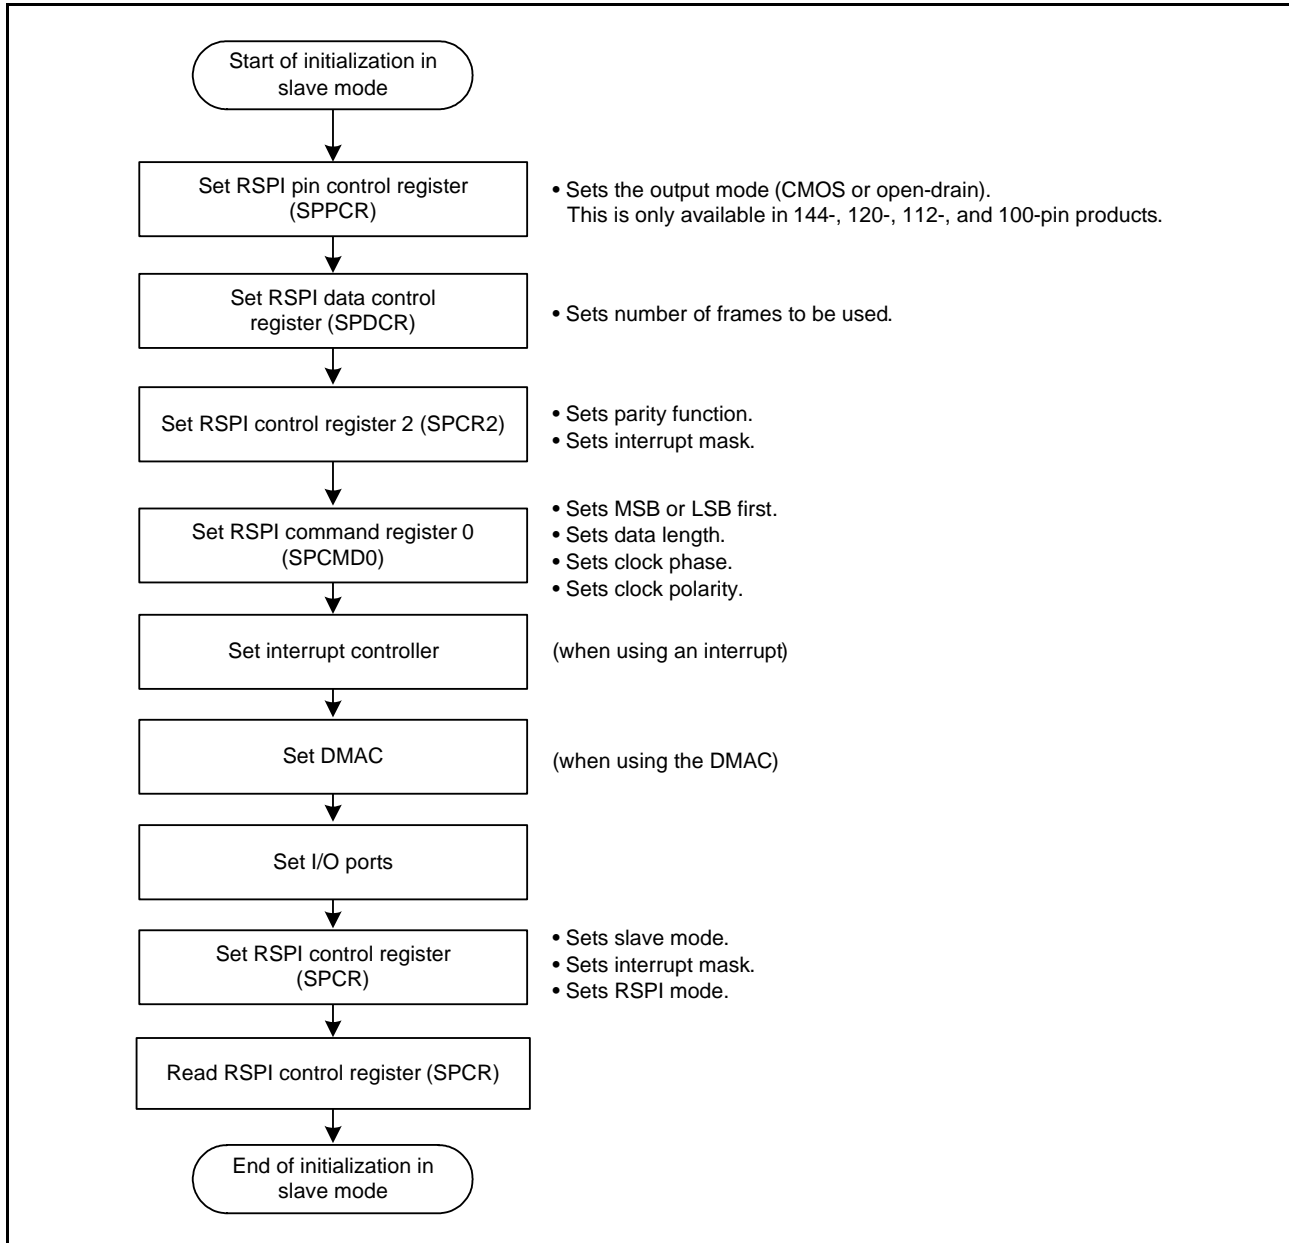 Start of initialization in
slave mode
Set RSPI pin control register
(SPPCR)
• Sets the output mode (CMOS or open-drain).
This is only available in 144-, 120-, 112-, and 100-pin products.
Set RSPI data control
register (SPDCR)
• Sets number of frames to be used.
Set RSPI control register 2 (SPCR2)
• Sets parity function.
• Sets interrupt mask.
Set RSPI command register 0
(SPCMD0)
• Sets MSB or LSB first.
• Sets data length.
• Sets clock phase.
• Sets clock polarity.
Set interrupt controller
(when using an interrupt)
Set DMAC
(when using the DMAC)
Set I/O ports
Set RSPI control register
(SPCR)
• Sets slave mode.
• Sets interrupt mask.
• Sets RSPI mode.
Read RSPI control register (SPCR)
End of initialization in
slave mode